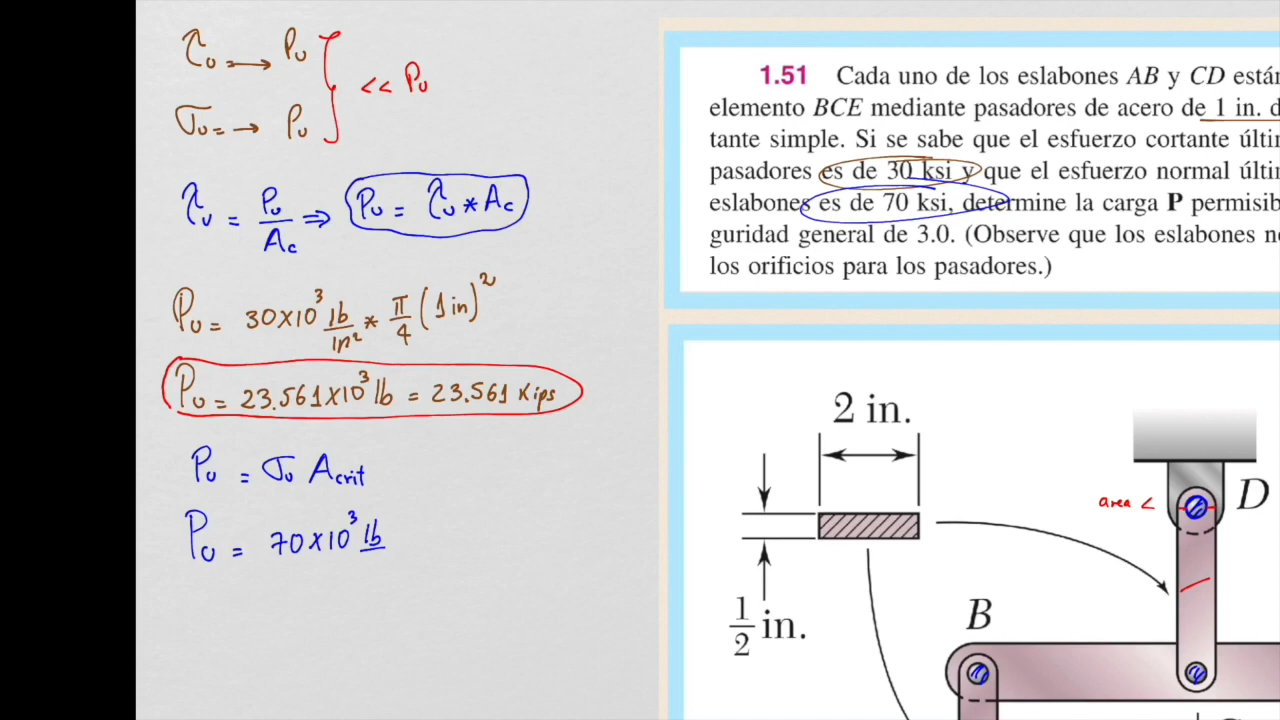 τu → Pu
σu = → Pu
<< Pu
τu = Pu / Ac ⇒ Pu = τu * Ac
Pu = 30x10³ lb/in² * π/4 (1 in)²
Pu = 23.561x10³ lb = 23.561 Kips
Pu = σu Acrit
Pu = 70x10³ lb
1.51 Cada uno de los eslabones AB y CD están
elemento BCE mediante pasadores de acero de 1 in. d
tante simple. Si se sabe que el esfuerzo cortante últi
pasadores es de 30 ksi y que el esfuerzo normal últi
eslabones es de 70 ksi, determine la carga P permisib
guridad general de 3.0. (Observe que los eslabones n
los orificios para los pasadores.)
2 in.
area <
D
1/2 in.
B